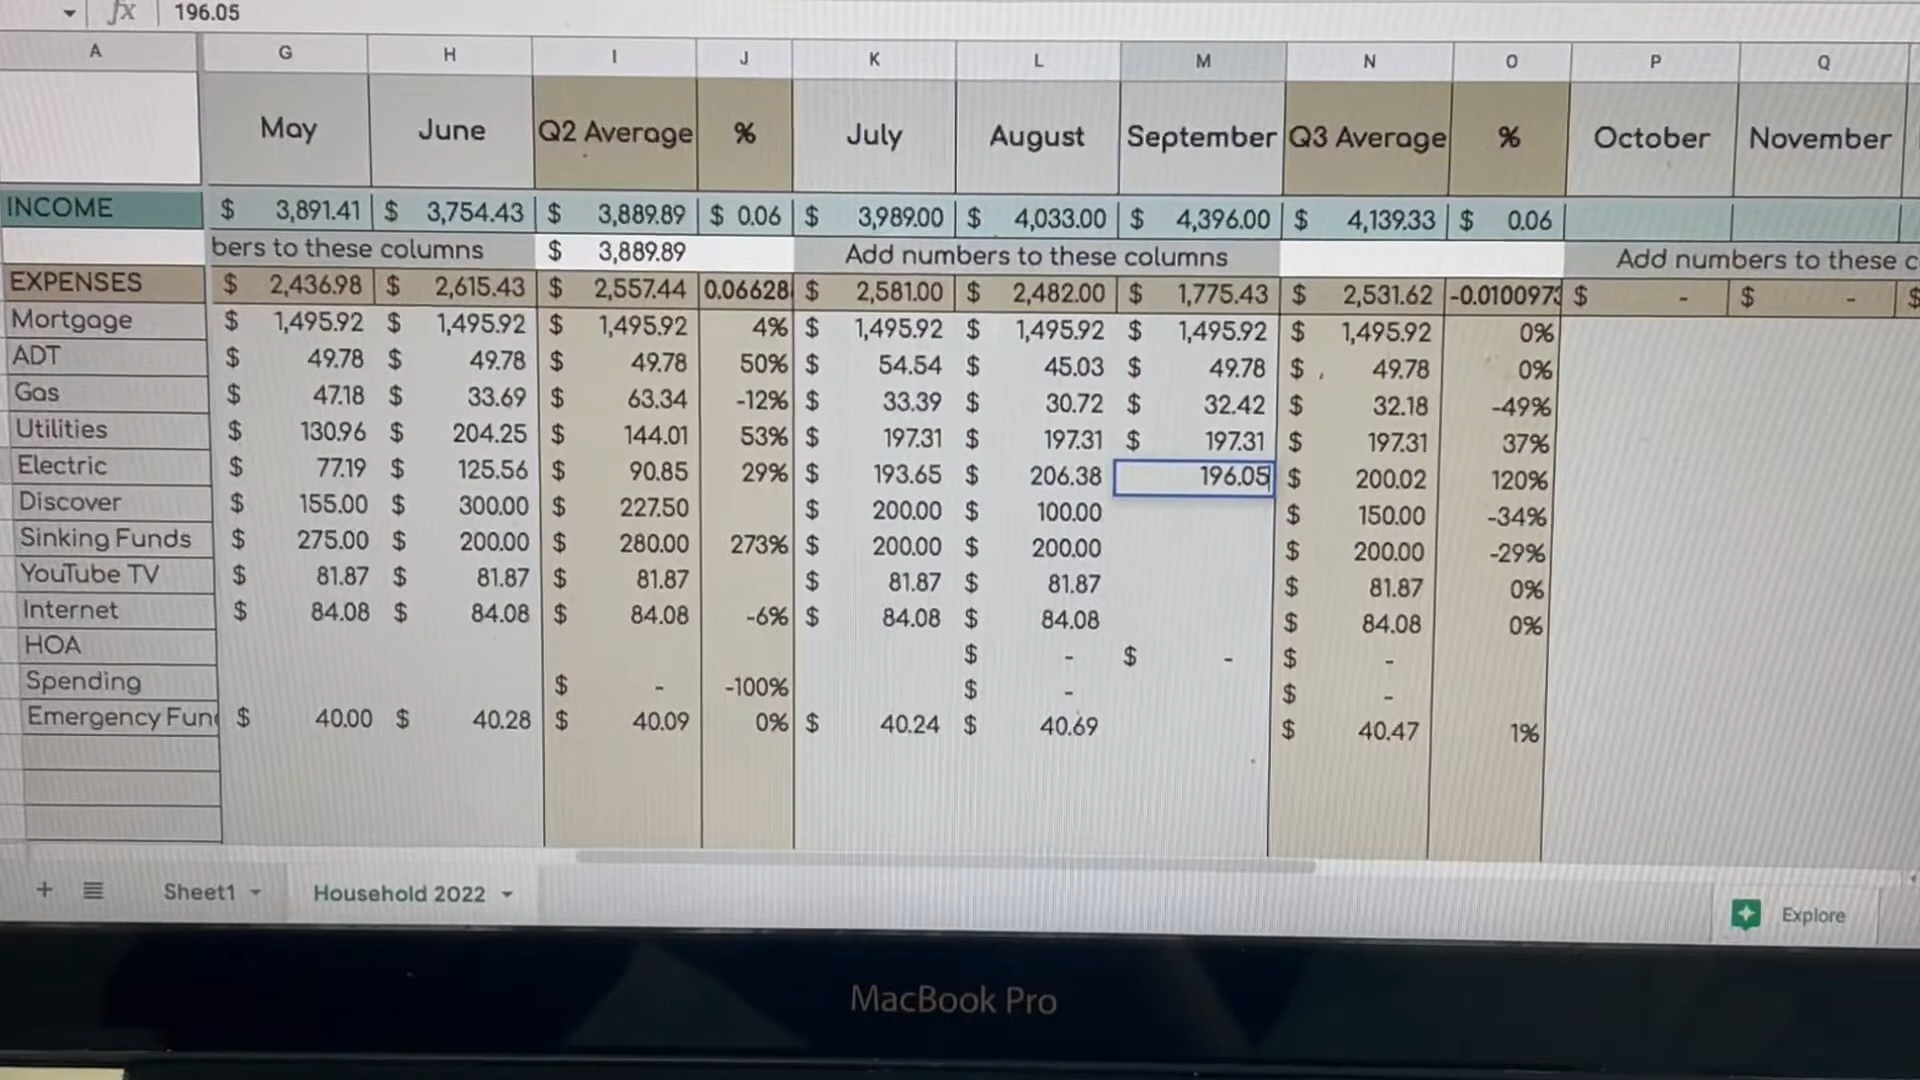 fx 196.05
A G H I J K L M N O P Q
May June Q2 Average % July August September Q3 Average % October November
INCOME $ 3,891.41 $ 3,754.43 $ 3,889.89 $ 0.06 $ 3,989.00 $ 4,033.00 $ 4,396.00 $ 4,139.33 $ 0.06
bers to these columns $ 3,889.89 Add numbers to these columns Add numbers to these c
EXPENSES $ 2,436.98 $ 2,615.43 $ 2,557.44 0.06628 $ 2,581.00 $ 2,482.00 $ 1,775.43 $ 2,531.62 -0.0100973 $ - $ - $
Mortgage $ 1,495.92 $ 1,495.92 $ 1,495.92 4% $ 1,495.92 $ 1,495.92 $ 1,495.92 $ 1,495.92 0%
ADT $ 49.78 $ 49.78 $ 49.78 50% $ 54.54 $ 45.03 $ 49.78 $ 49.78 0%
Gas $ 47.18 $ 33.69 $ 63.34 -12% $ 33.39 $ 30.72 $ 32.42 $ 32.18 -49%
Utilities $ 130.96 $ 204.25 $ 144.01 53% $ 197.31 $ 197.31 $ 197.31 $ 197.31 37%
Electric $ 77.19 $ 125.56 $ 90.85 29% $ 193.65 $ 206.38 196.05 $ 200.02 120%
Discover $ 155.00 $ 300.00 $ 227.50 $ 200.00 $ 100.00 $ 150.00 -34%
Sinking Funds $ 275.00 $ 200.00 $ 280.00 273% $ 200.00 $ 200.00 $ 200.00 -29%
YouTube TV $ 81.87 $ 81.87 $ 81.87 $ 81.87 $ 81.87 $ 81.87 0%
Internet $ 84.08 $ 84.08 $ 84.08 -6% $ 84.08 $ 84.08 $ 84.08 0%
HOA $ - $ - $ -
Spending $ - -100% $ - $ -
Emergency Fun $ 40.00 $ 40.28 $ 40.09 0% $ 40.24 $ 40.69 $ 40.47 1%
+ Sheet1 Household 2022 Explore
MacBook Pro